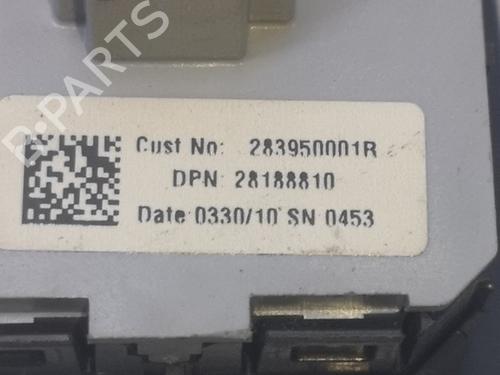 B-PARTS
Cust No: 283950001R
DPN 28188810
Date 0330/10 SN 0453